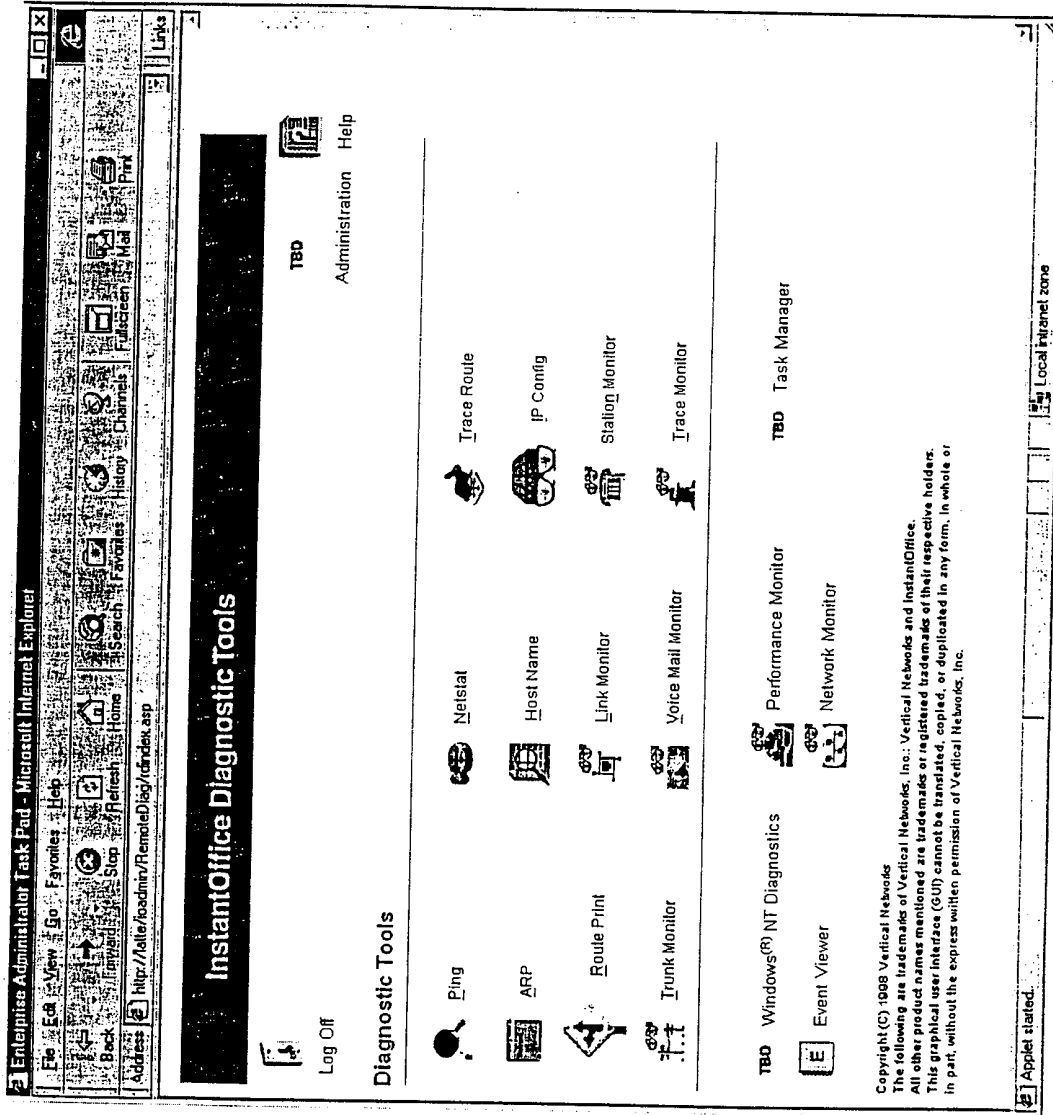 Enterprise Administrator Task Pad - Microsoft Internet Explorer
File Edit View Go Favorites Help
Back Forward Stop Refresh Home Search Favorites History Channels Fullscreen Mail Print
Address http://latte/ioadmin/RemoteDiag/rdindex.asp Links
InstantOffice Diagnostic Tools
TBD
Log Off Administration Help
Diagnostic Tools
Ping Netstat Trace Route
ARP Host Name IP Config
Route Print Link Monitor Station Monitor
Trunk Monitor Voice Mail Monitor Trace Monitor
TBD Windows(R) NT Diagnostics Performance Monitor TBD Task Manager
E Event Viewer Network Monitor
Copyright (C) 1998 Vertical Networks
The following are trademarks of Vertical Networks, Inc.: Vertical Networks and InstantOffice.
All other product names mentioned are trademarks or registered trademarks of their respective holders.
This graphical user interface (GUI) cannot be translated, copied, or duplicated in any form, in whole or
in part, without the express written permission of Vertical Networks, Inc.
Applet started. Local intranet zone